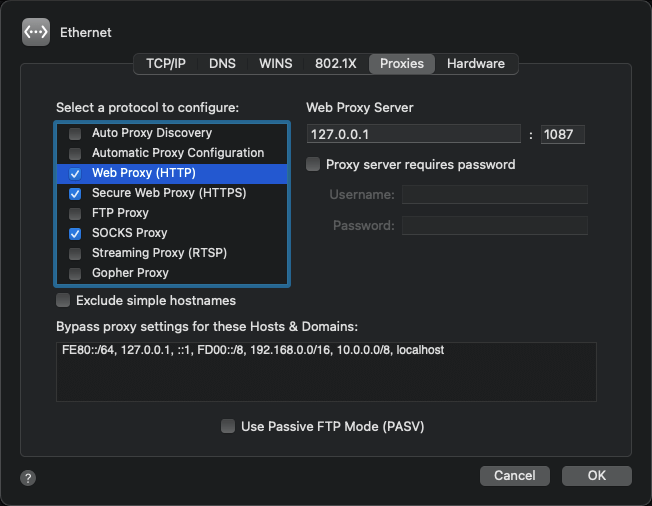 Ethernet
TCP/IP DNS WINS 802.1X Proxies Hardware
Select a protocol to configure:
Auto Proxy Discovery
Automatic Proxy Configuration
Web Proxy (HTTP)
Secure Web Proxy (HTTPS)
FTP Proxy
SOCKS Proxy
Streaming Proxy (RTSP)
Gopher Proxy
Exclude simple hostnames
Web Proxy Server
127.0.0.1 : 1087
Proxy server requires password
Username:
Password:
Bypass proxy settings for these Hosts & Domains:
FE80::/64, 127.0.0.1, ::1, FD00::/8, 192.168.0.0/16, 10.0.0.0/8, localhost
Use Passive FTP Mode (PASV)
? Cancel OK